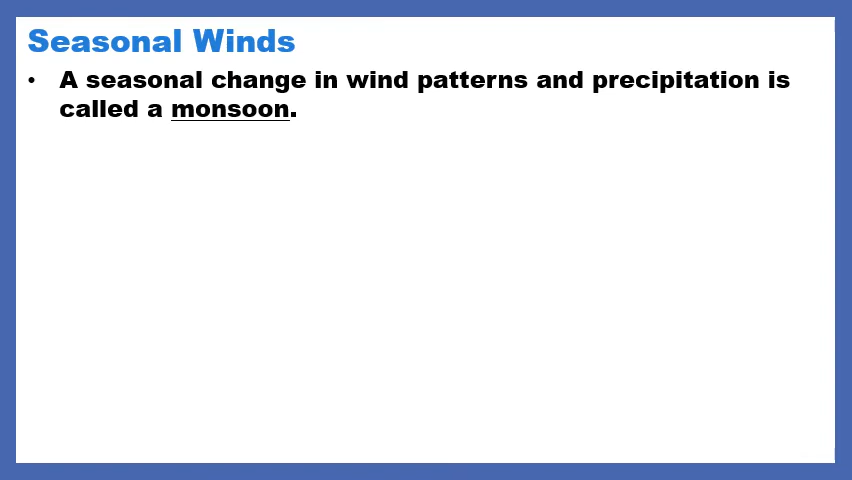 Seasonal Winds
• A seasonal change in wind patterns and precipitation is
called a monsoon.